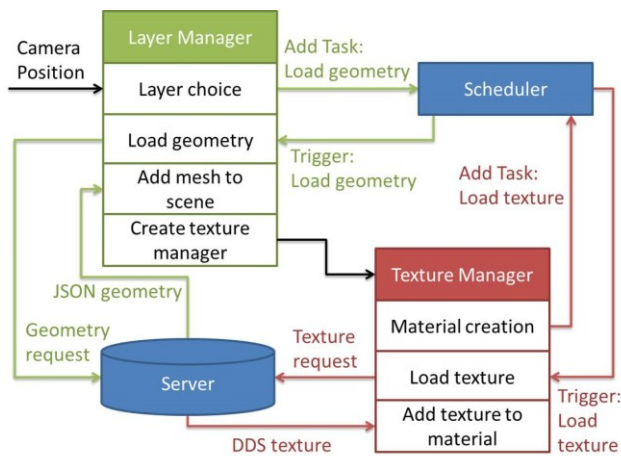 Layer Manager
Camera
Position
Add Task:
Load geometry
Layer choice
Scheduler
Load geometry
Trigger:
Load geometry
Add Task:
Load texture
Add mesh to
scene
Create texture
manager
Texture Manager
JSON geometry
Material creation
Geometry
request
Texture
request
Server
Load texture
Trigger:
Load
texture
Add texture to
material
DDS texture